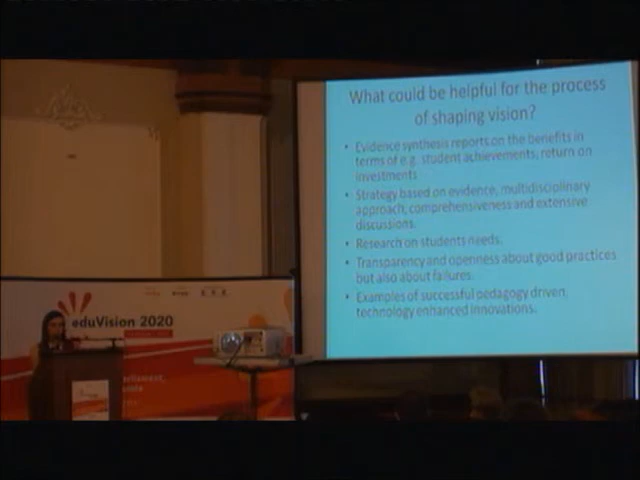 What could be helpful for the process
of shaping vision?
• Evidence synthesis reports on the benefits in
terms of e.g. student achievements, return on
investments
• Strategy based on evidence, multidisciplinary
approach, comprehensiveness and extensive
discussions.
• Research on students needs.
• Transparency and openness about good practices
but also about failures.
• Examples of successful pedagogy driven,
technology enhanced innovations.
eduVision 2020